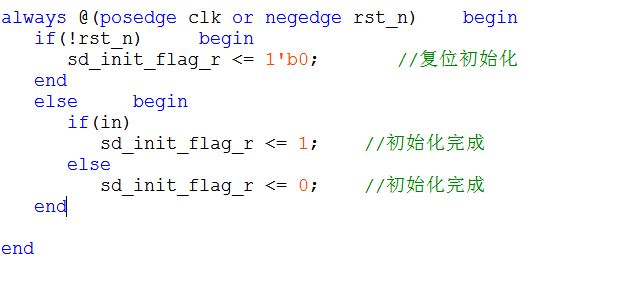 always @(posedge clk or negedge rst_n)    begin
   if(!rst_n)     begin
      sd_init_flag_r <= 1'b0;       //复位初始化
   end
   else     begin
      if(in)
         sd_init_flag_r <= 1;    //初始化完成
      else
         sd_init_flag_r <= 0;    //初始化完成
   end
end